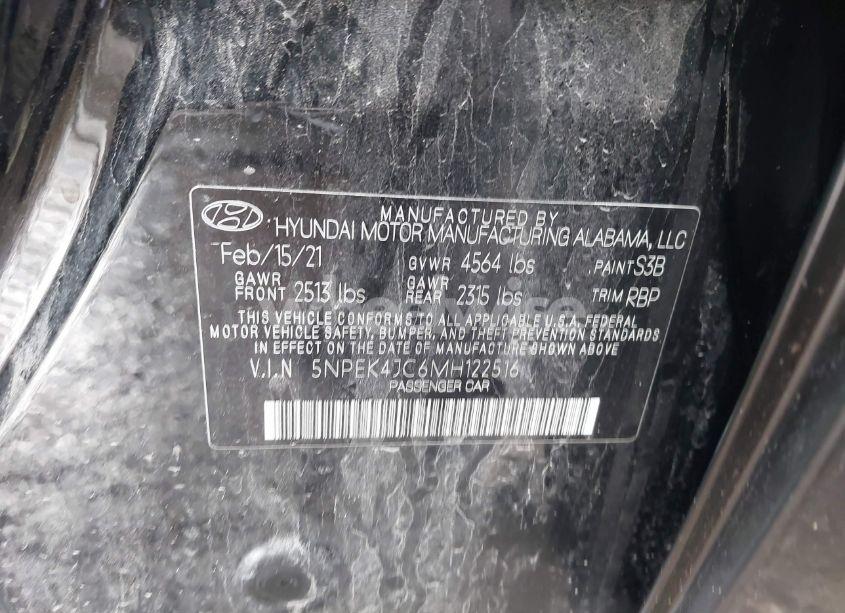 MANUFACTURED BY
HYUNDAI MOTOR MANUFACTURING ALABAMA, LLC
Feb/15/21 GVWR 4564 lbs PAINT S3B
GAWR FRONT 2513 lbs GAWR REAR 2315 lbs TRIM RBP
THIS VEHICLE CONFORMS TO ALL APPLICABLE U.S.A. FEDERAL
MOTOR VEHICLE SAFETY, BUMPER, AND THEFT PREVENTION STANDARDS
IN EFFECT ON THE DATE OF MANUFACTURE SHOWN ABOVE
V.I.N 5NPEK4JC6MH122516
PASSENGER CAR